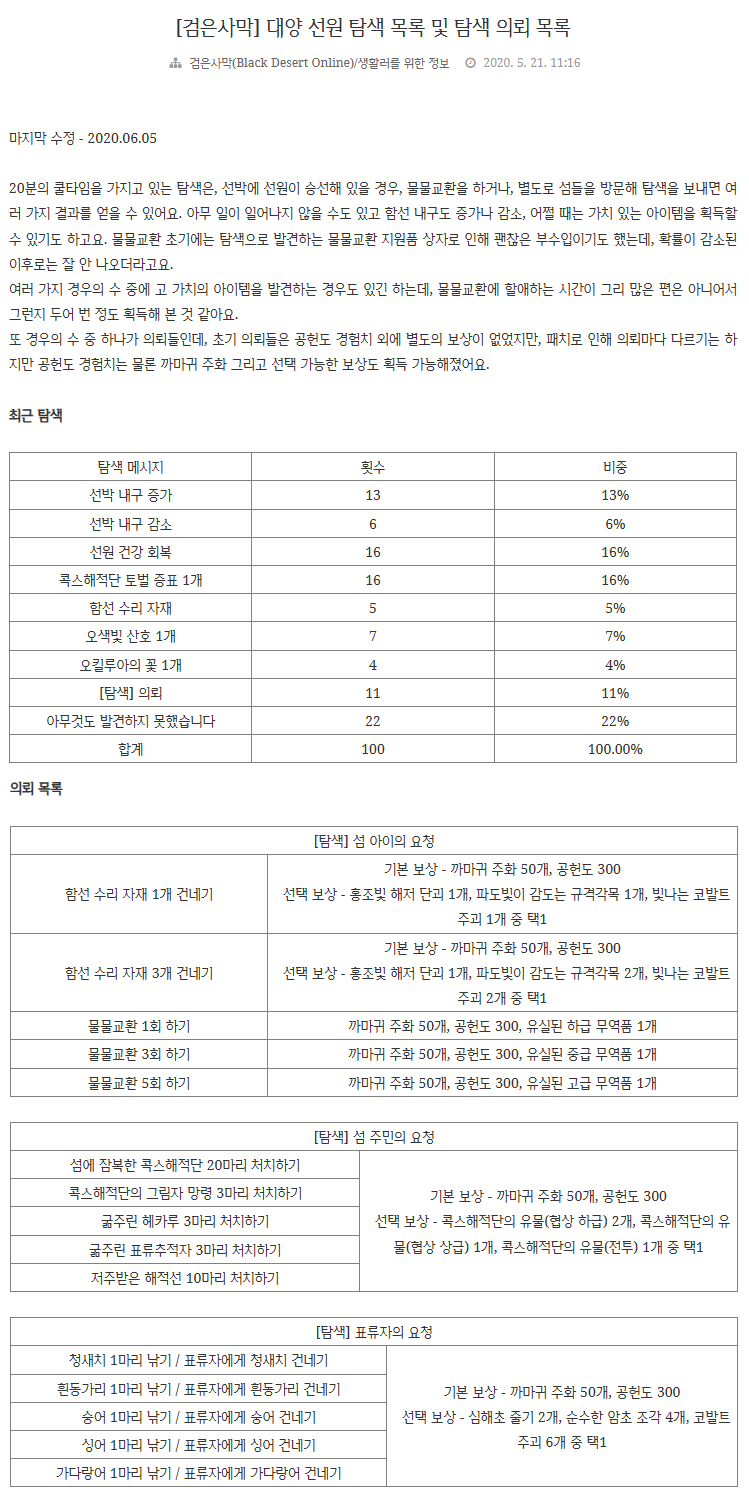 [검은사막] 대양 선원 탐색 목록 및 탐색 의뢰 목록
검은사막(Black Desert Online)/생활러를 위한 정보 2020. 5. 21. 11:16
마지막 수정 - 2020.06.05
20분의 쿨타임을 가지고 있는 탐색은, 선박에 선원이 승선해 있을 경우, 물물교환을 하거나, 별도로 섬들을 방문해 탐색을 보내면 여
러 가지 결과를 얻을 수 있어요. 아무 일이 일어나지 않을 수도 있고 함선 내구도 증가나 감소, 어쩔 때는 가치 있는 아이템을 획득할
수 있기도 하고요. 물물교환 초기에는 탐색으로 발견하는 물물교환 지원품 상자로 인해 괜찮은 부수입이기도 했는데, 확률이 감소된
이후로는 잘 안 나오더라고요.
여러 가지 경우의 수 중에 고 가치의 아이템을 발견하는 경우도 있긴 하는데, 물물교환에 할애하는 시간이 그리 많은 편은 아니어서
그런지 두어 번 정도 획득해 본 것 같아요.
또 경우의 수 중 하나가 의뢰들인데, 초기 의뢰들은 공헌도 경험치 외에 별도의 보상이 없었지만, 패치로 인해 의뢰마다 다르기는 하
지만 공헌도 경험치는 물론 까마귀 주화 그리고 선택 가능한 보상도 획득 가능해졌어요.
최근 탐색
탐색 메시지 횟수 비중
선박 내구 증가 13 13%
선박 내구 감소 6 6%
선원 건강 회복 16 16%
콕스해적단 토벌 증표 1개 16 16%
함선 수리 자재 5 5%
오색빛 산호 1개 7 7%
오킬루아의 꽃 1개 4 4%
[탐색] 의뢰 11 11%
아무것도 발견하지 못했습니다 22 22%
합계 100 100.00%
의뢰 목록
[탐색] 섬 아이의 요청
함선 수리 자재 1개 건네기
기본 보상 - 까마귀 주화 50개, 공헌도 300
선택 보상 - 홍조빛 해저 단괴 1개, 파도빛이 감도는 규격각목 1개, 빛나는 코발트
주괴 1개 중 택1
함선 수리 자재 3개 건네기
기본 보상 - 까마귀 주화 50개, 공헌도 300
선택 보상 - 홍조빛 해저 단괴 1개, 파도빛이 감도는 규격각목 2개, 빛나는 코발트
주괴 2개 중 택1
물물교환 1회 하기 까마귀 주화 50개, 공헌도 300, 유실된 하급 무역품 1개
물물교환 3회 하기 까마귀 주화 50개, 공헌도 300, 유실된 중급 무역품 1개
물물교환 5회 하기 까마귀 주화 50개, 공헌도 300, 유실된 고급 무역품 1개
[탐색] 섬 주민의 요청
섬에 잠복한 콕스해적단 20마리 처치하기
콕스해적단의 그림자 망령 3마리 처치하기
굶주린 헤카루 3마리 처치하기
굶주린 표류추적자 3마리 처치하기
저주받은 해적선 10마리 처치하기
기본 보상 - 까마귀 주화 50개, 공헌도 300
선택 보상 - 콕스해적단의 유물(협상 하급) 2개, 콕스해적단의 유
물(협상 상급) 1개, 콕스해적단의 유물(전투) 1개 중 택1
[탐색] 표류자의 요청
청새치 1마리 낚기 / 표류자에게 청새치 건네기
흰동가리 1마리 낚기 / 표류자에게 흰동가리 건네기
숭어 1마리 낚기 / 표류자에게 숭어 건네기
싱어 1마리 낚기 / 표류자에게 싱어 건네기
가다랑어 1마리 낚기 / 표류자에게 가다랑어 건네기
기본 보상 - 까마귀 주화 50개, 공헌도 300
선택 보상 - 심해초 줄기 2개, 순수한 암초 조각 4개, 코발트
주괴 6개 중 택1